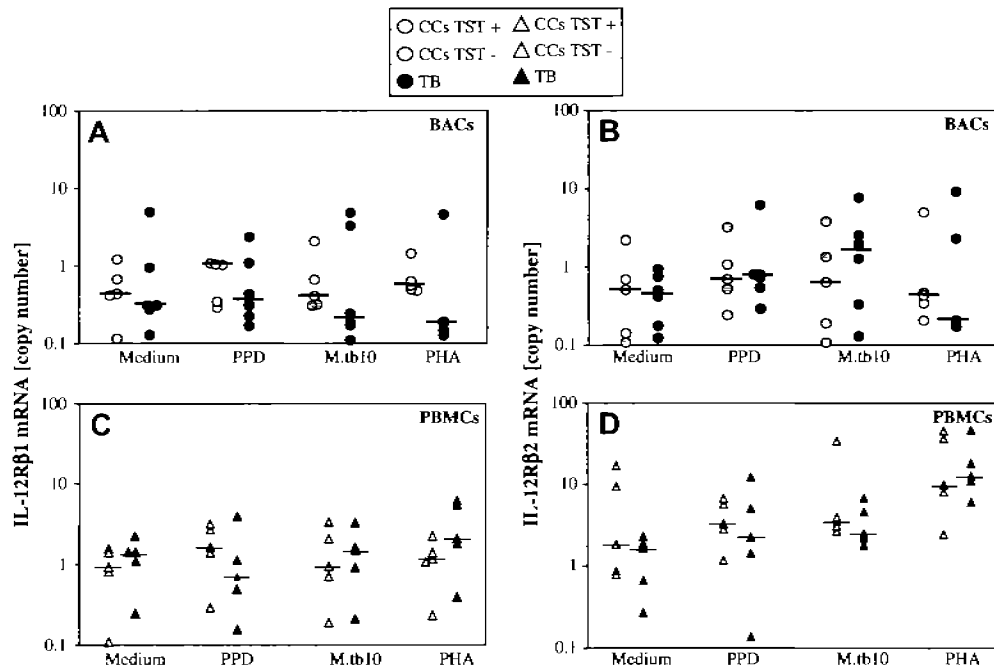 CCs TST + CCs TST +
CCs TST - CCs TST -
TB TB
A BACs
B BACs
100
10
1
0.1
Medium PPD M.tb10 PHA
100
10
1
0.1
Medium PPD M.tb10 PHA
IL-12Rβ1 mRNA [copy number]
IL-12Rβ2 mRNA [copy number]
C PBMCs
D PBMCs
100
10
1
0.1
Medium PPD M.tb10 PHA
100
10
1
0.1
Medium PPD M.tb10 PHA